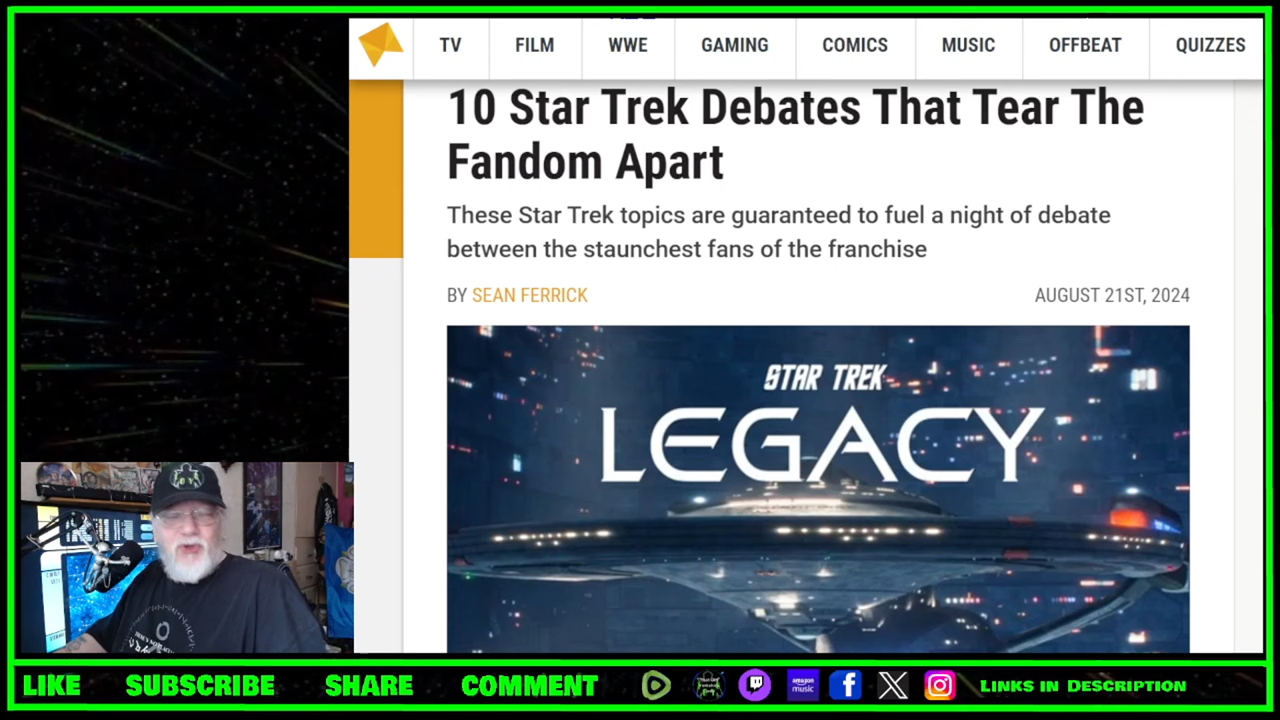 TV
FILM
WWE
GAMING
COMICS
MUSIC
OFFBEAT
QUIZZES
10 Star Trek Debates That Tear The
Fandom Apart
These Star Trek topics are guaranteed to fuel a night of debate
between the staunchest fans of the franchise
BY SEAN FERRICK
AUGUST 21ST, 2024
STAR TREK
LEGACY
LIKE
SUBSCRIBE
SHARE
COMMENT
amazon
music
LINKS IN DESCRIPTION